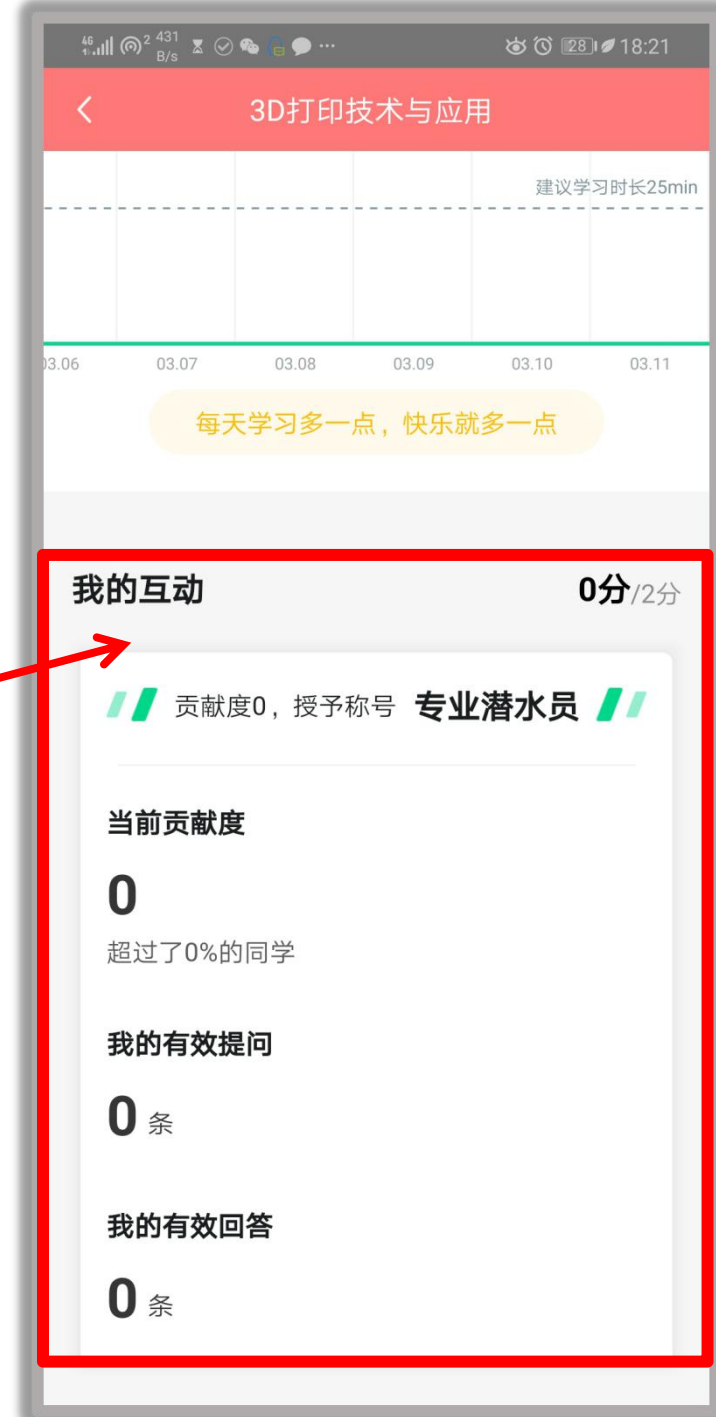 46 2 431 B/s ··· 28 18:21
3D打印技术与应用
建议学习时长25min
03.06 03.07 03.08 03.09 03.10 03.11
每天学习多一点，快乐就多一点
我的互动 0分/2分
贡献度0，授予称号 专业潜水员
当前贡献度
0
超过了0%的同学
我的有效提问
0 条
我的有效回答
0 条